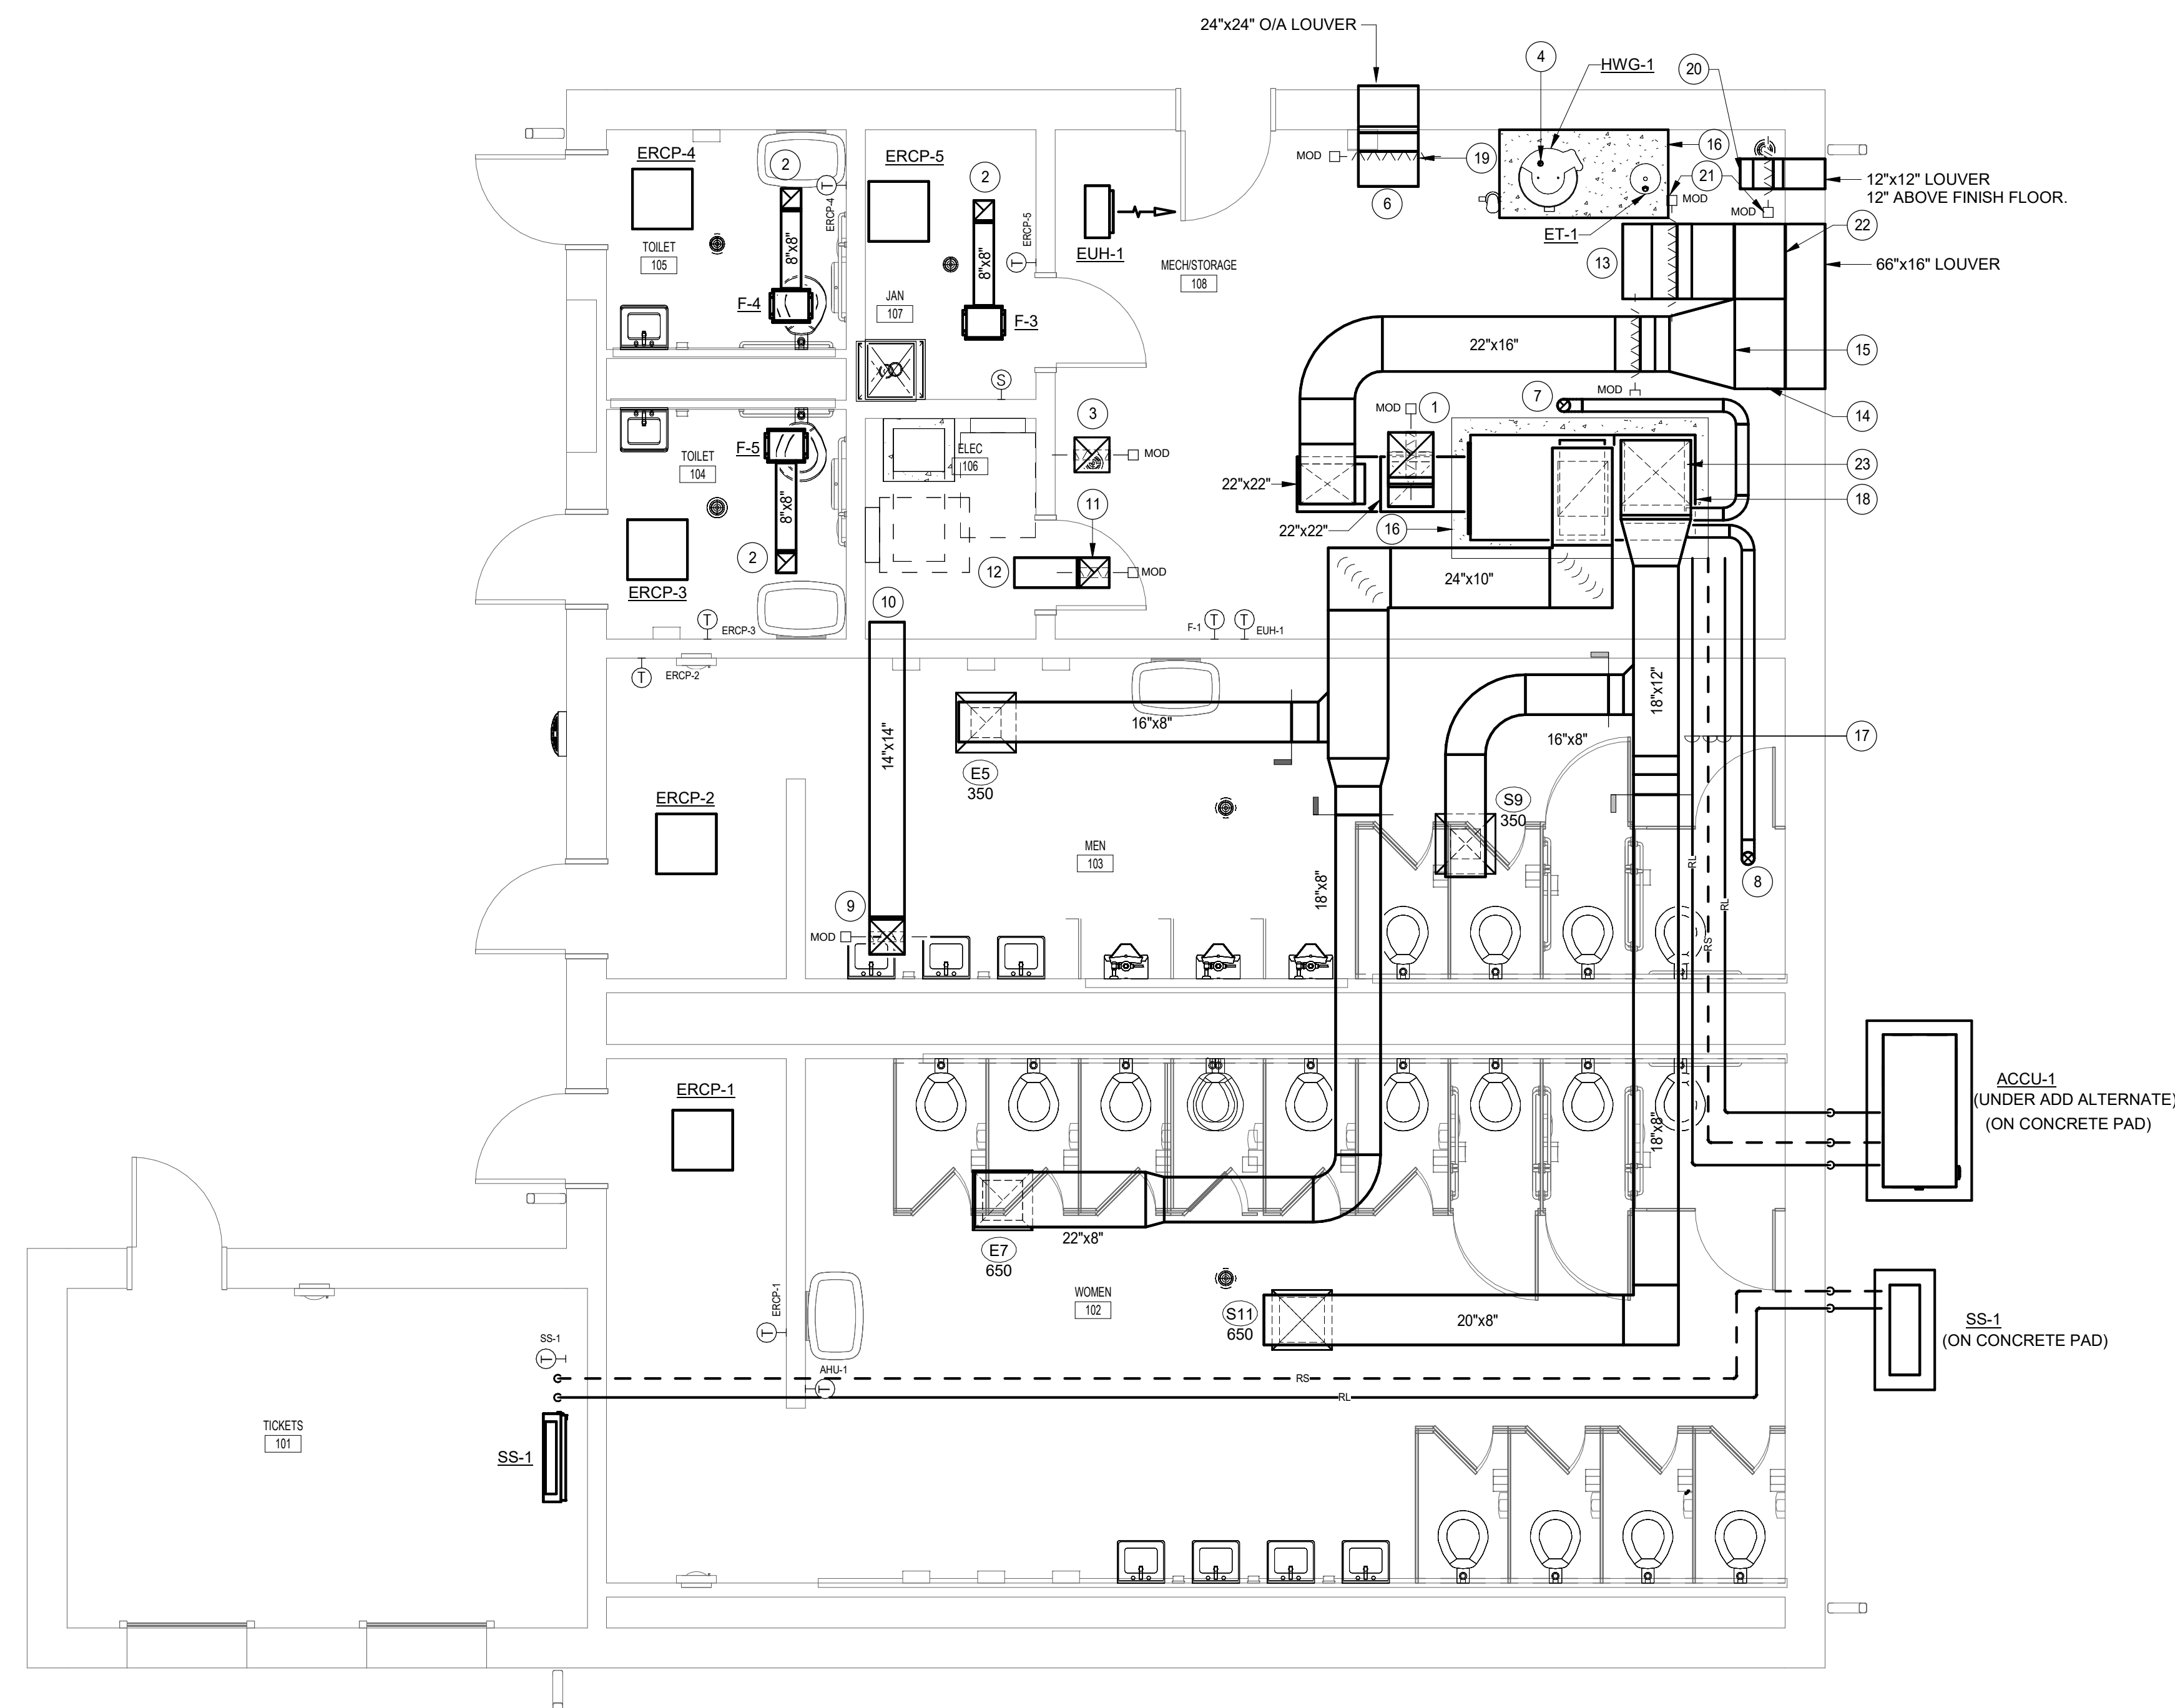 24"x24" O/A LOUVER
4
HWG-1
20
ERCP-4
2
ERCP-5
2
MOD
19
16
21
12"x12" LOUVER
12" ABOVE FINISH FLOOR.
T
ERCP-4
8"x8"
8"x8"
ERCP-5
T
EUH-1
6
MOD
MOD
ET-1
22
TOILET
105
MECH/STORAGE
108
13
66"x16" LOUVER
F-4
JAN
107
F-3
22"x16"
15
S
MOD
7
14
MOD
1
3
MOD
F-5
TOILET
104
ELEC
106
8"x8"
22"x22"
23
18
11
22"x22"
16
2
12
MOD
24"x10"
ERCP-3
10
T
ERCP-3
F-1
T
T
EUH-1
T
ERCP-2
16"x8"
18"x12"
14"x14"
16"x8"
17
E5
350
ERCP-2
S9
350
MEN
103
RL
8
18"x8"
9
MOD
RL
RS
ERCP-1
ACCU-1
(UNDER ADD ALTERNATE)
(ON CONCRETE PAD)
18"x8"
22"x8"
E7
650
WOMEN
102
ERCP-1
T
S11
650
20"x8"
SS-1
(ON CONCRETE PAD)
SS-1
T
AHU-1
T
RS
RL
TICKETS
101
SS-1